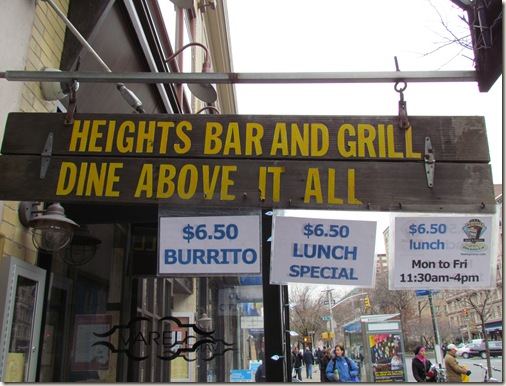 HEIGHTS BAR AND GRILL
DINE ABOVE IT ALL
$6.50
BURRITO
$6.50
LUNCH
SPECIAL
$6.50
lunch
Mon to Fri
11:30am-4pm